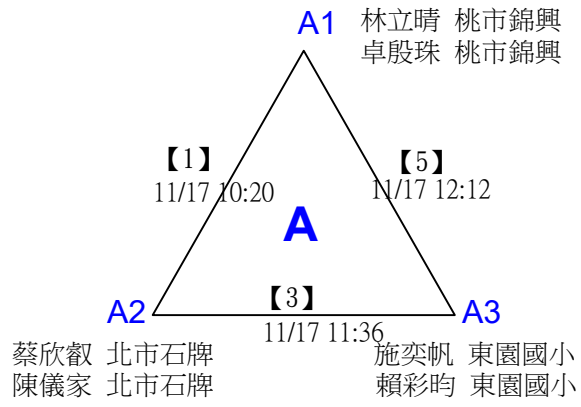 A1
林立晴 桃市錦興
卓殷珠 桃市錦興
【1】
11/17 10:20
【5】
11/17 12:12
A
【3】
11/17 11:36
A2
A3
蔡欣叡 北市石牌
陳儀家 北市石牌
施奕帆 東園國小
賴彩昀 東園國小